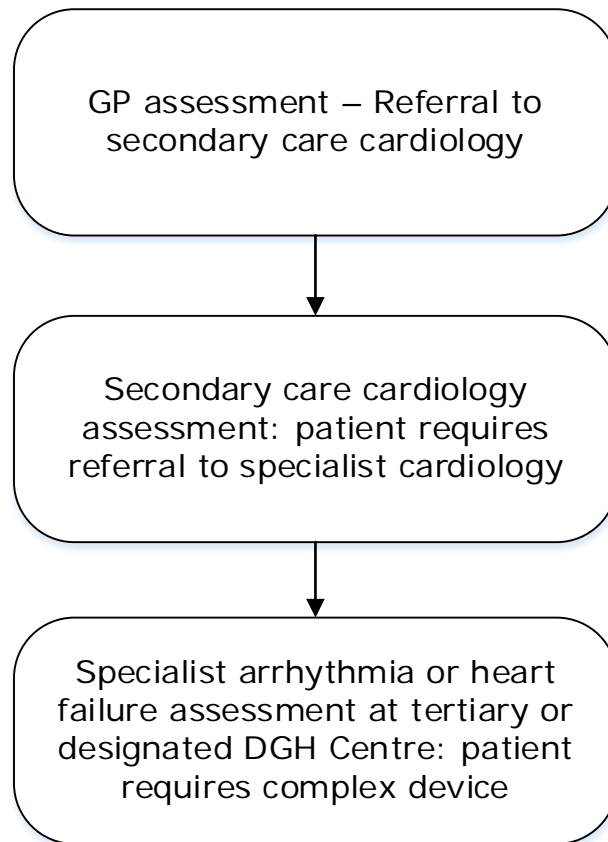 GP assessment – Referral to
secondary care cardiology
Secondary care cardiology
assessment: patient requires
referral to specialist cardiology
Specialist arrhythmia or heart
failure assessment at tertiary or
designated DGH Centre: patient
requires complex device